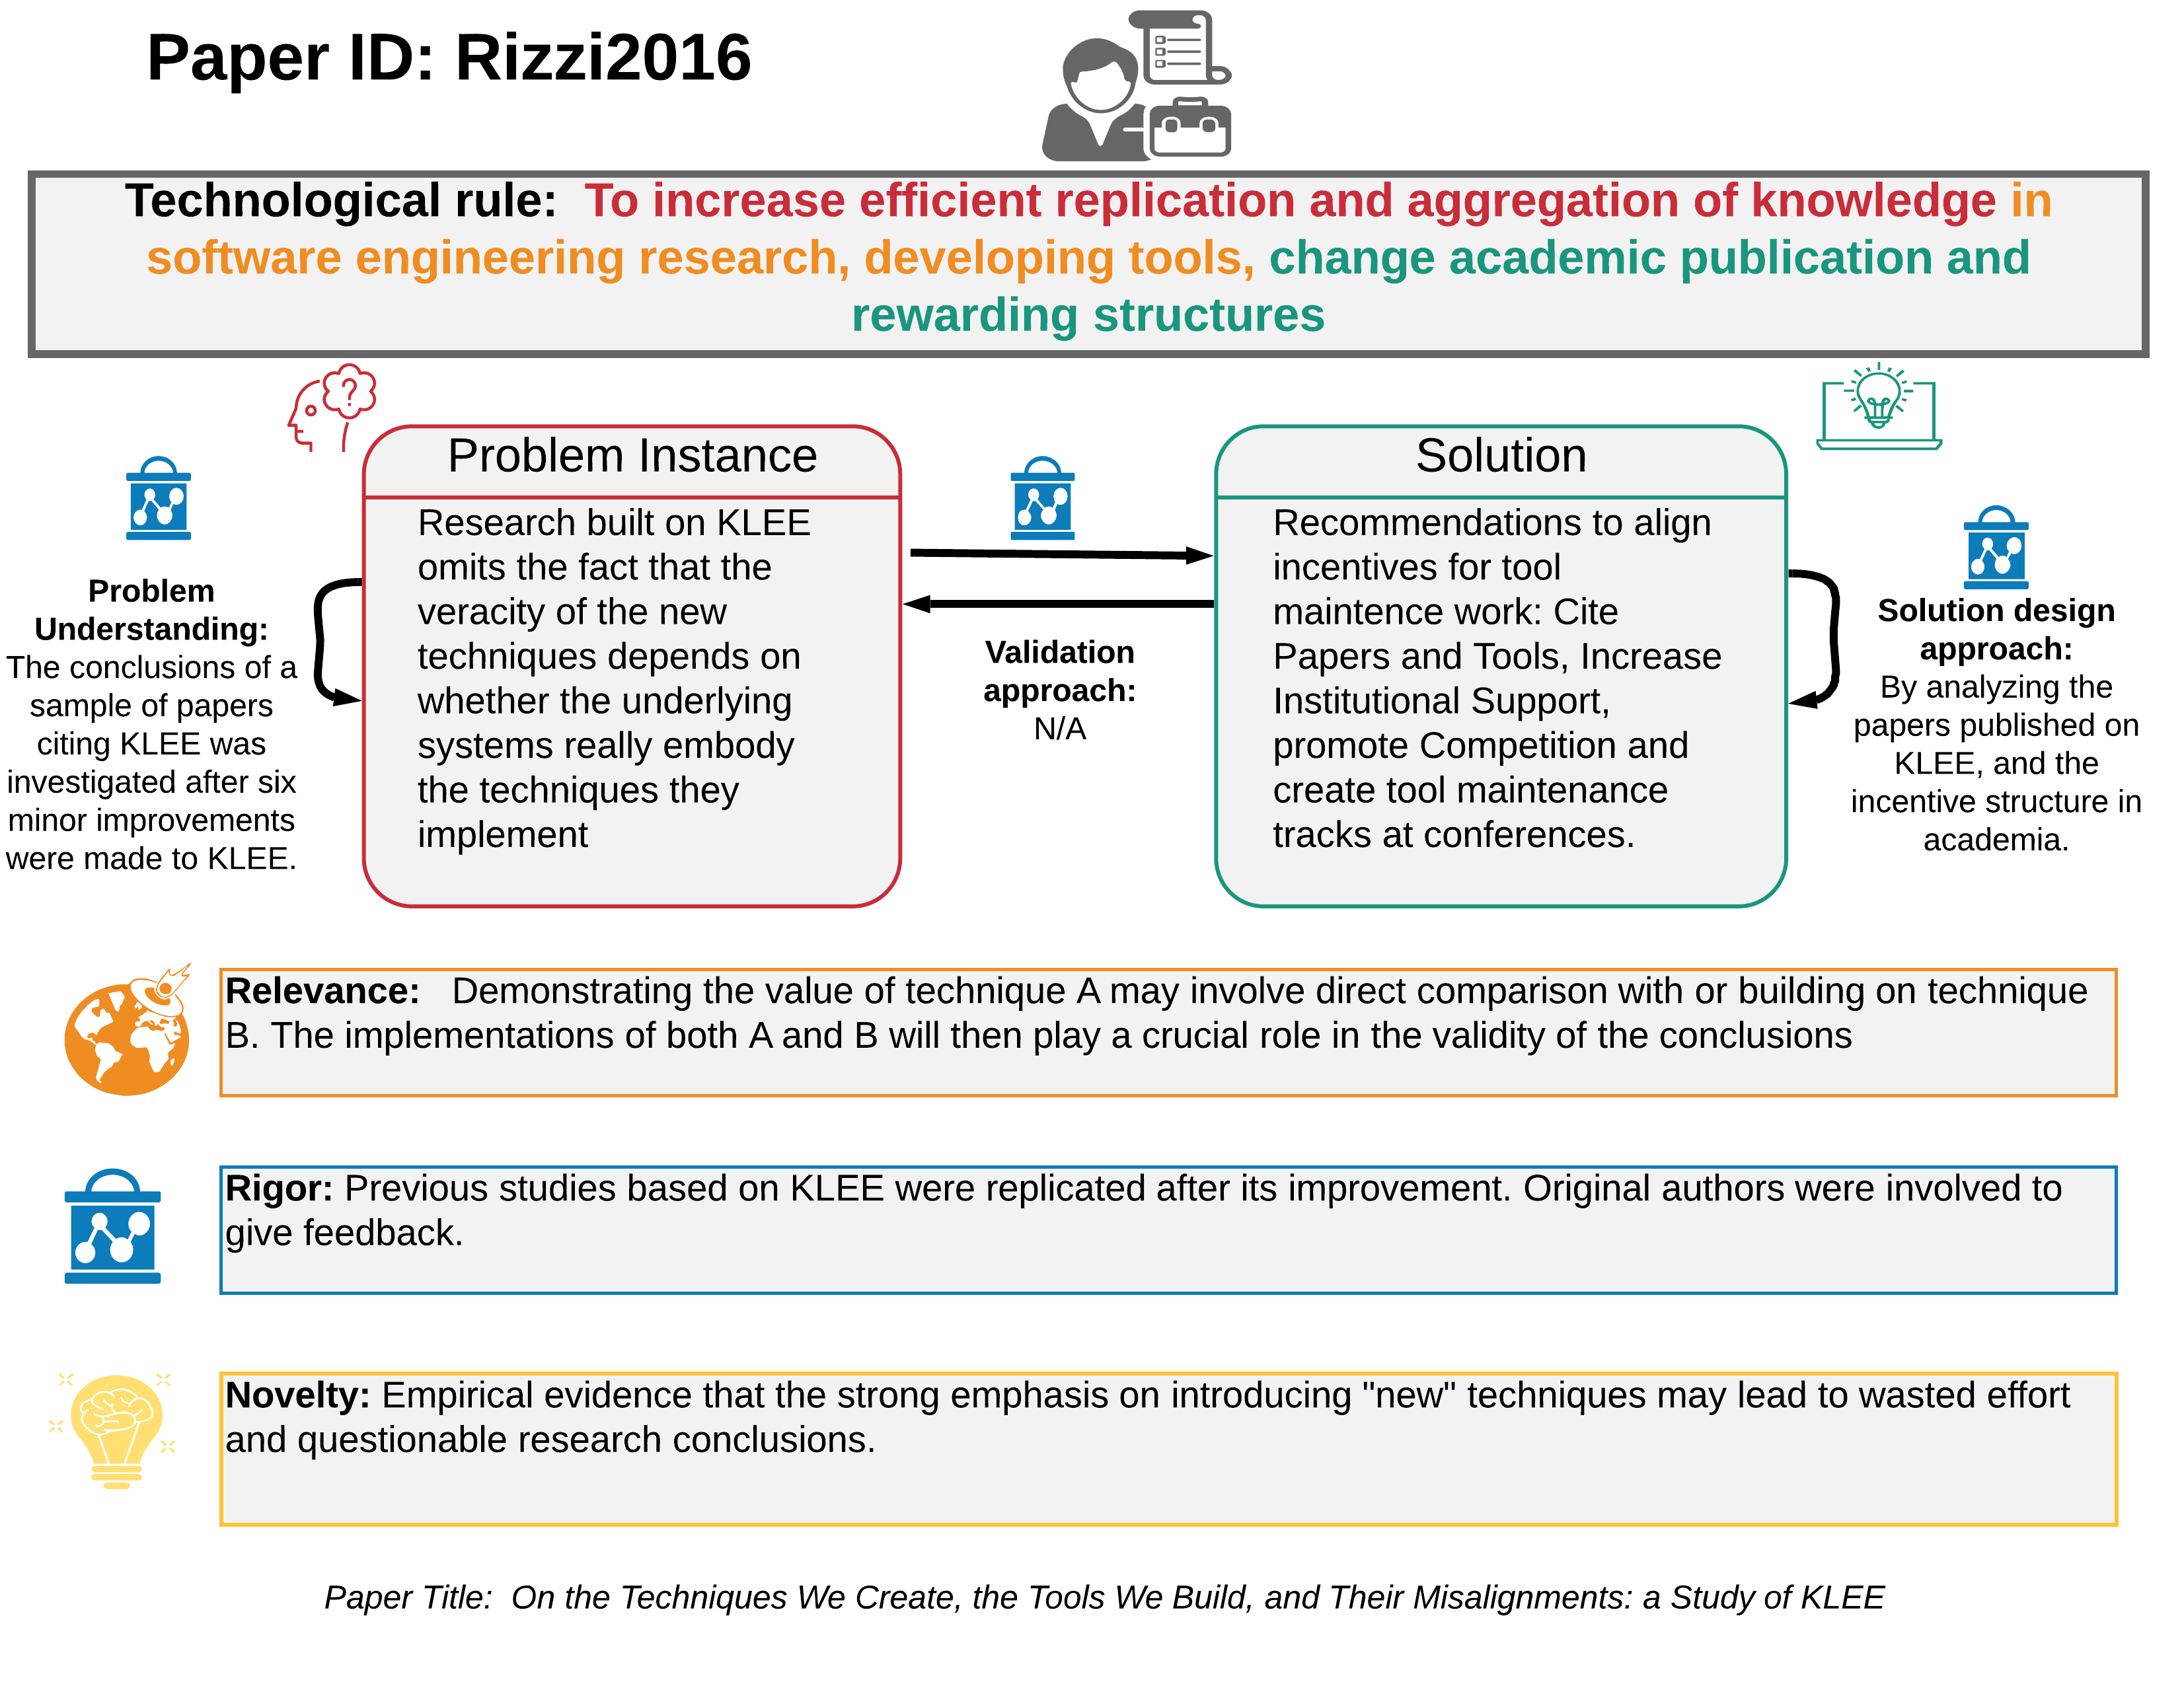 Paper ID: Rizzi2016
Technological rule: To increase efficient replication and aggregation of knowledge in
software engineering research, developing tools, change academic publication and
rewarding structures
Problem
Understanding:
The conclusions of a
sample of papers
citing KLEE was
investigated after six
minor improvements
were made to KLEE.
Problem Instance
Research built on KLEE
omits the fact that the
veracity of the new
techniques depends on
whether the underlying
systems really embody
the techniques they
implement
Validation
approach:
N/A
Solution
Recommendations to align
incentives for tool
maintence work: Cite
Papers and Tools, Increase
Institutional Support,
promote Competition and
create tool maintenance
tracks at conferences.
Solution design
approach:
By analyzing the
papers published on
KLEE, and the
incentive structure in
academia.
Relevance: Demonstrating the value of technique A may involve direct comparison with or building on technique
B. The implementations of both A and B will then play a crucial role in the validity of the conclusions
Rigor: Previous studies based on KLEE were replicated after its improvement. Original authors were involved to
give feedback.
Novelty: Empirical evidence that the strong emphasis on introducing "new" techniques may lead to wasted effort
and questionable research conclusions.
Paper Title: On the Techniques We Create, the Tools We Build, and Their Misalignments: a Study of KLEE